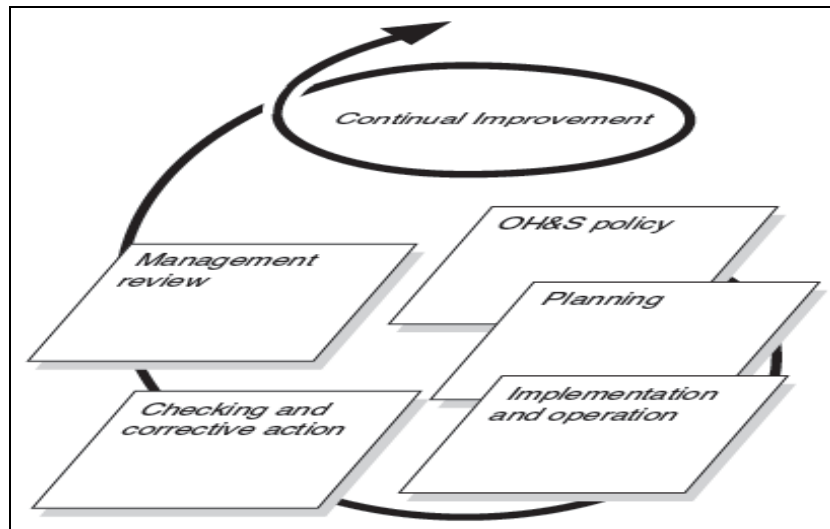 Continual Improvement
OH&S policy
Management
review
Planning
Implementation
and operation
Checking and
corrective action